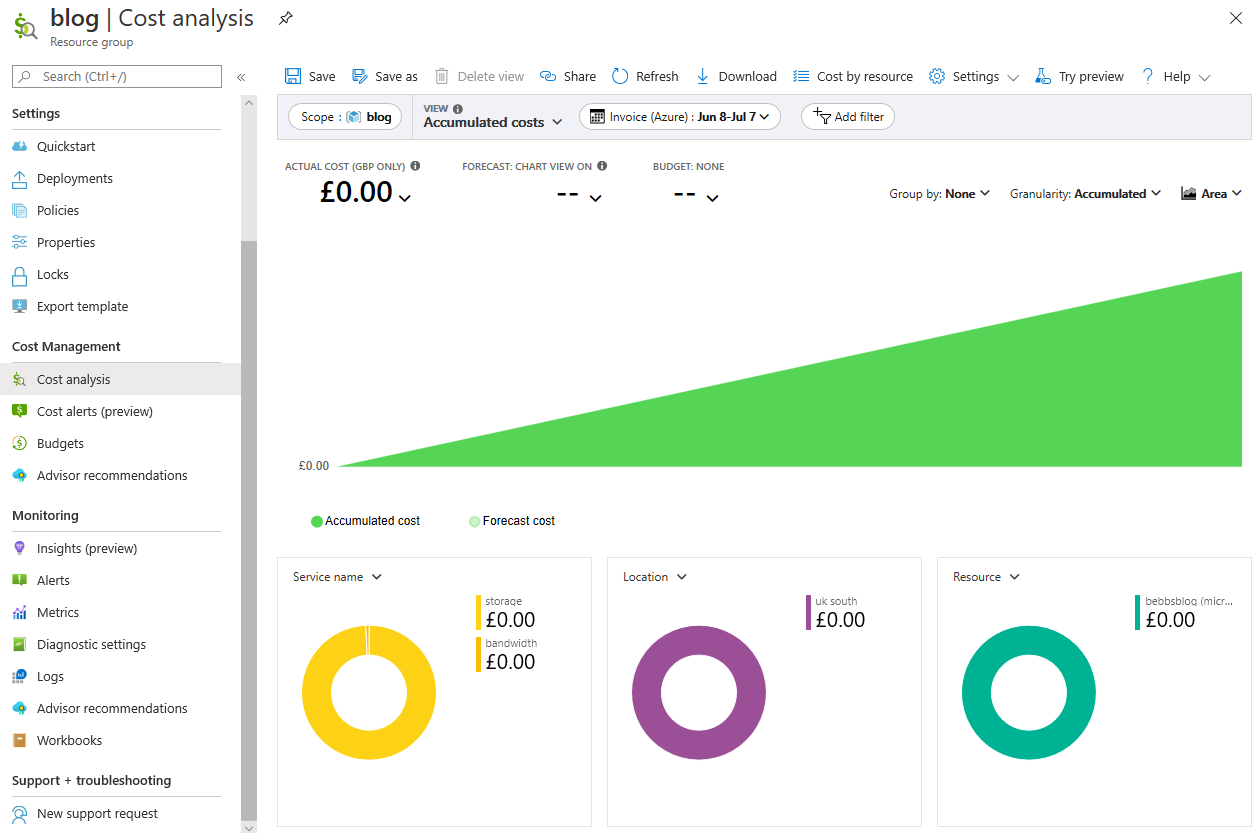 blog | Cost analysis
Resource group
Search (Ctrl+/)
«
Settings
Quickstart
Deployments
Policies
Properties
Locks
Export template
Cost Management
Cost analysis
Cost alerts (preview)
Budgets
Advisor recommendations
Monitoring
Insights (preview)
Alerts
Metrics
Diagnostic settings
Logs
Advisor recommendations
Workbooks
Support + troubleshooting
New support request
Save Save as Delete view Share Refresh Download Cost by resource Settings Try preview ? Help
Scope : blog
VIEW
Accumulated costs
Invoice (Azure) : Jun 8-Jul 7
Add filter
ACTUAL COST (GBP ONLY)
£0.00
FORECAST: CHART VIEW ON
--
BUDGET: NONE
--
Group by: None Granularity: Accumulated Area
£0.00
Accumulated cost Forecast cost
Service name
storage
£0.00
bandwidth
£0.00
Location
uk south
£0.00
Resource
bebbsblog (micr...
£0.00